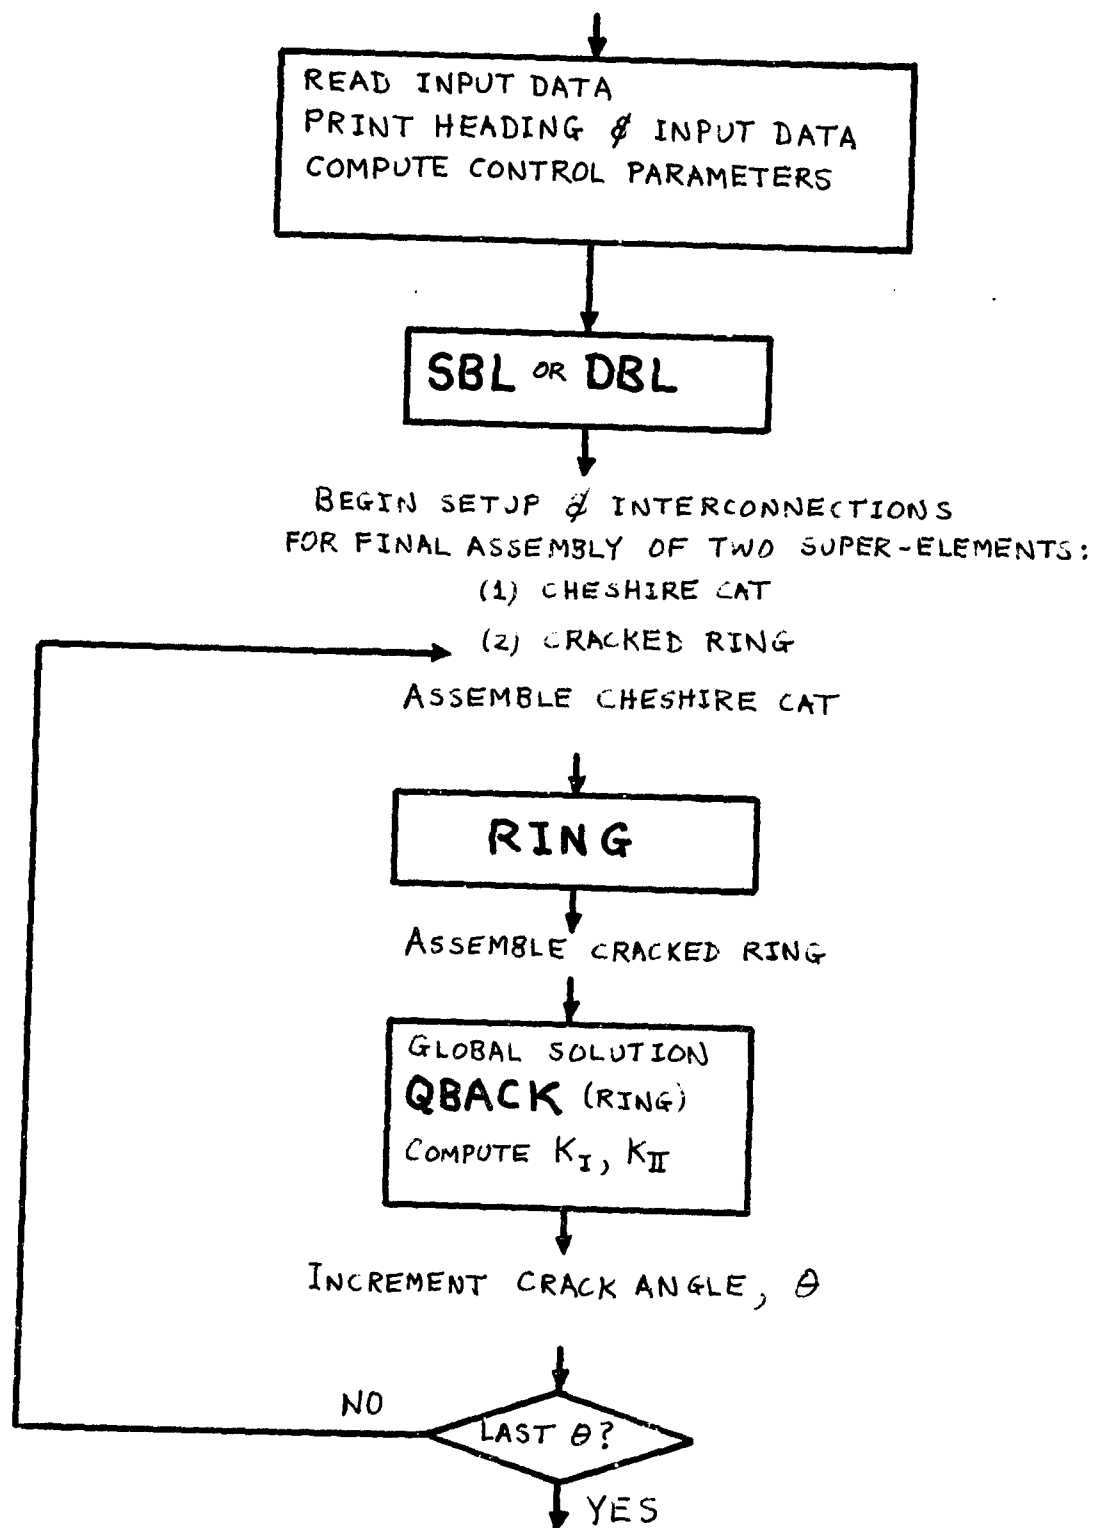 READ INPUT DATA
PRINT HEADING & INPUT DATA
COMPUTE CONTROL PARAMETERS
SBL OR DBL
BEGIN SETUP & INTERCONNECTIONS
FOR FINAL ASSEMBLY OF TWO SUPER-ELEMENTS:
(1) CHESHIRE CAT
(2) CRACKED RING
ASSEMBLE CHESHIRE CAT
RING
ASSEMBLE CRACKED RING
GLOBAL SOLUTION
QBACK (RING)
COMPUTE K_I, K_II
INCREMENT CRACK ANGLE, θ
NO
LAST θ?
YES